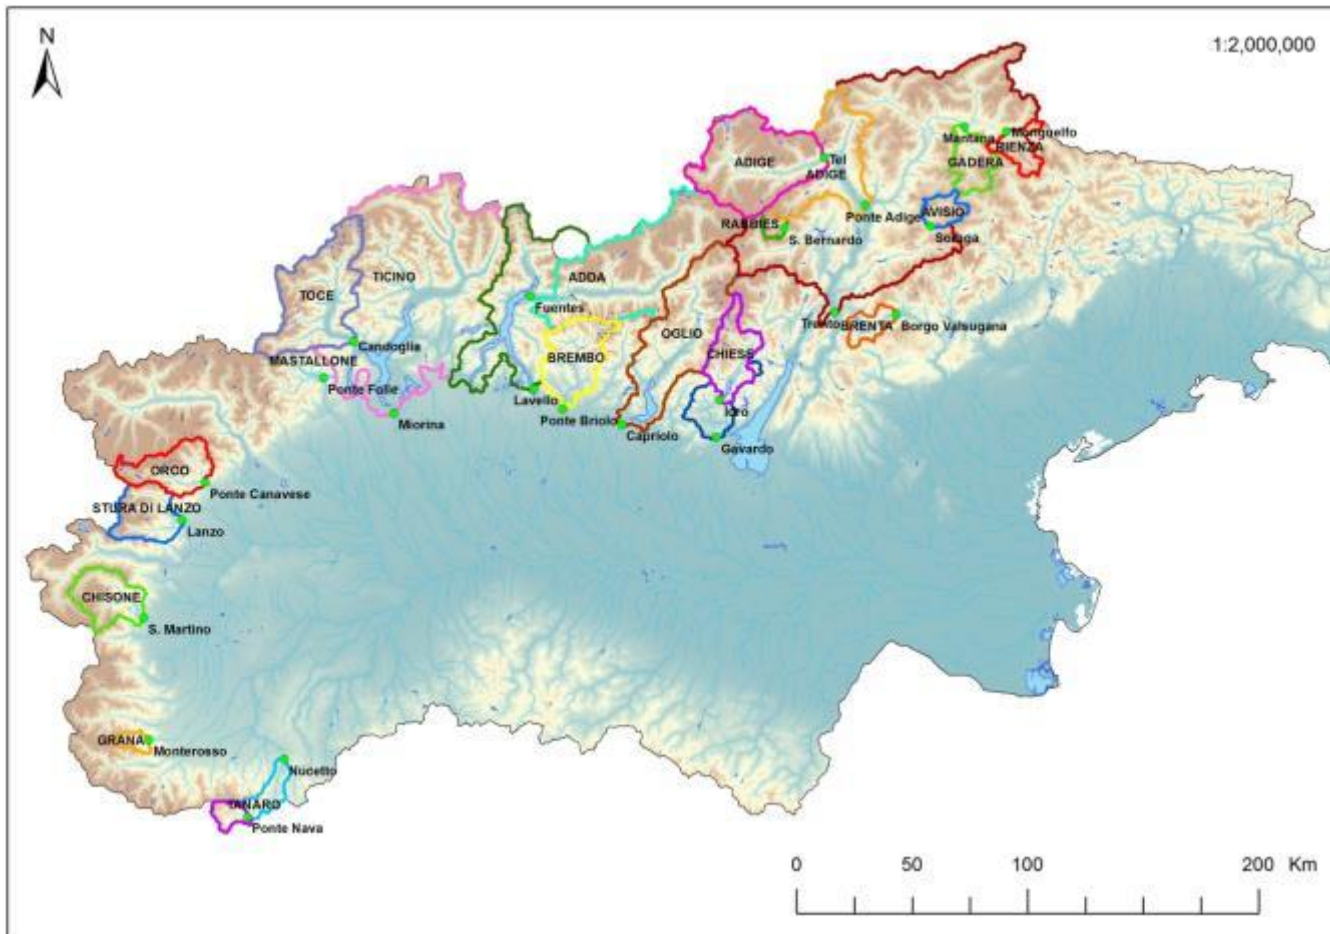 N
1:2,000,000
Mantana
Monguelfo
RIENZA
GADERA
ADIGE
Tel
ADIGE
RABBIES
S. Bernardo
Ponte Adige
AVISIO
Soraga
TICINO
TOCE
ADDA
Fuentes
OGLIO
CHIESE
Trento
BRENTA
Borgo Valsugana
Candoglia
MASTALLONE
Ponte Folle
Miorina
BREMBO
Lavello
Ponte Briolo
Capriolo
Idro
Gavardo
ORCO
Ponte Canavese
STURA DI LANZO
Lanzo
CHISONE
S. Martino
GRANA
Monterosso
Nucetto
TANARO
Ponte Nava
0 50 100 200 Km